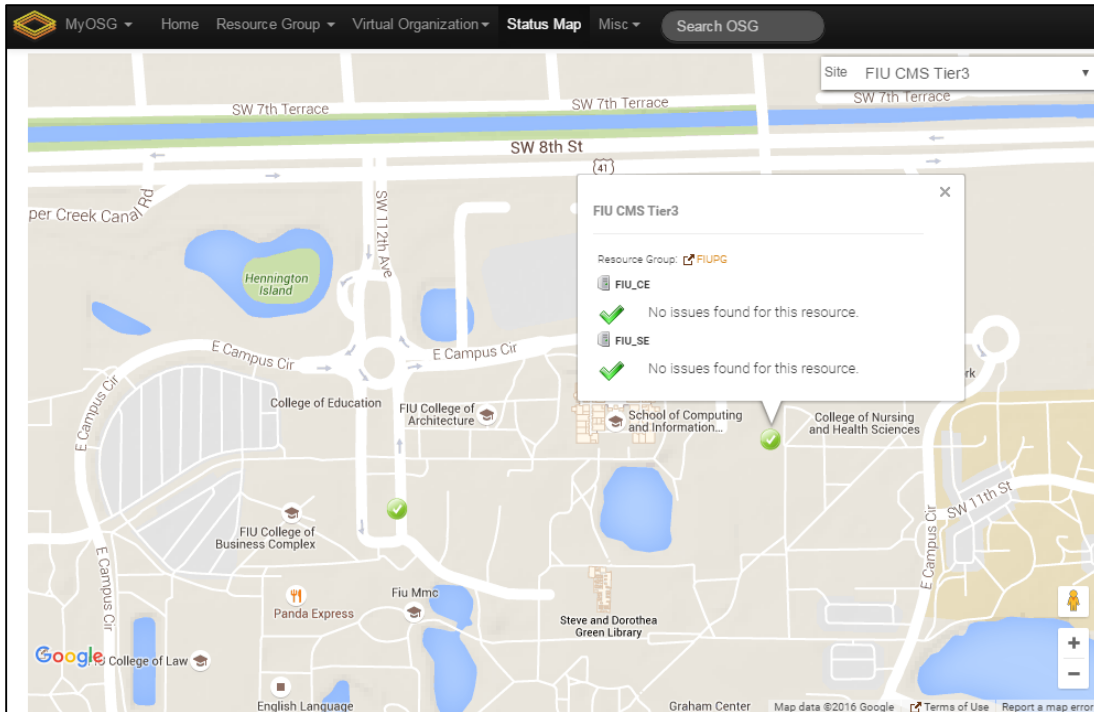 MyOSG Home Resource Group Virtual Organization Status Map Misc Search OSG
Site FIU CMS Tier3
SW 7th Terrace
SW 7th Terrace
SW 7th Terrace
SW 8th St
41
per Creek Canal Rd
SW 112th Ave
FIU CMS Tier3
Resource Group: FIUPG
FIU_CE
No issues found for this resource.
FIU_SE
No issues found for this resource.
Hennington
Island
E Campus Cir
E Campus Cir
E Campus Cir
rk
College of Education
FIU College of
Architecture
School of Computing
and Information...
College of Nursing
and Health Sciences
SW 11th St
E Campus Cir
FIU College of
Business Complex
E Campus Cir
Panda Express
Fiu Mmc
Steve and Dorothea
Green Library
Google
FIU College of Law
English Language
Graham Center
Map data ©2016 Google Terms of Use Report a map error